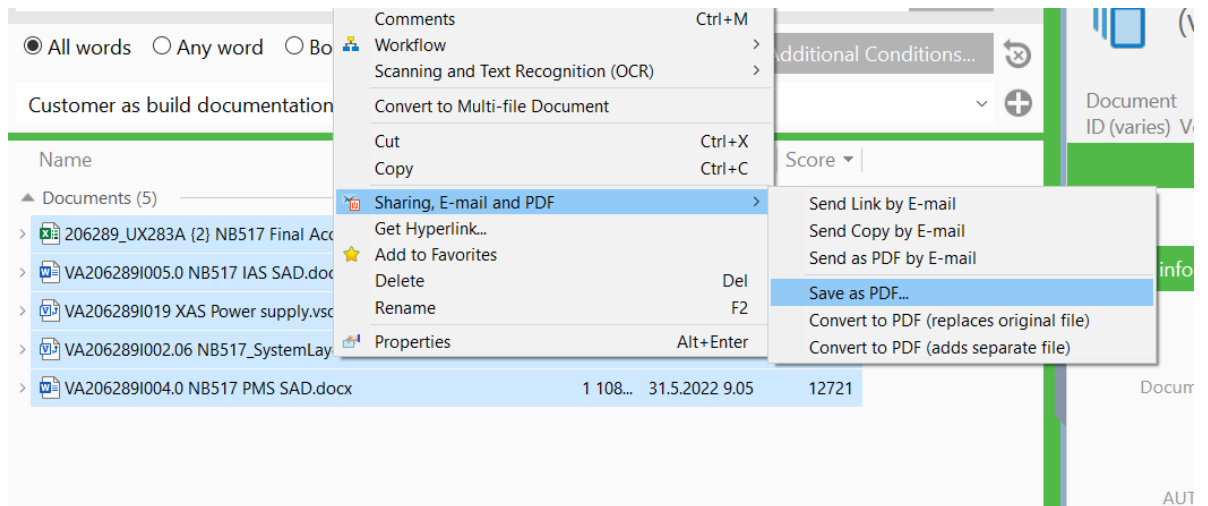 Comments Ctrl+M
All words Any word Bo
Workflow
Additional Conditions...
Scanning and Text Recognition (OCR)
Customer as build documentation
Convert to Multi-file Document
Document
ID (varies)
Cut Ctrl+X
Name
Score
Copy Ctrl+C
Documents (5)
Sharing, E-mail and PDF
Send Link by E-mail
206289_UX283A {2} NB517 Final Acc
Get Hyperlink...
Send Copy by E-mail
Add to Favorites
Send as PDF by E-mail
VA206289I005.0 NB517 IAS SAD.doc
Delete Del
info
Save as PDF...
VA206289I019 XAS Power supply.vsd
Rename F2
Convert to PDF (replaces original file)
VA206289I002.06 NB517_SystemLay
Properties Alt+Enter
Convert to PDF (adds separate file)
VA206289I004.0 NB517 PMS SAD.docx 1 108... 31.5.2022 9.05 12721
Docum
AUT